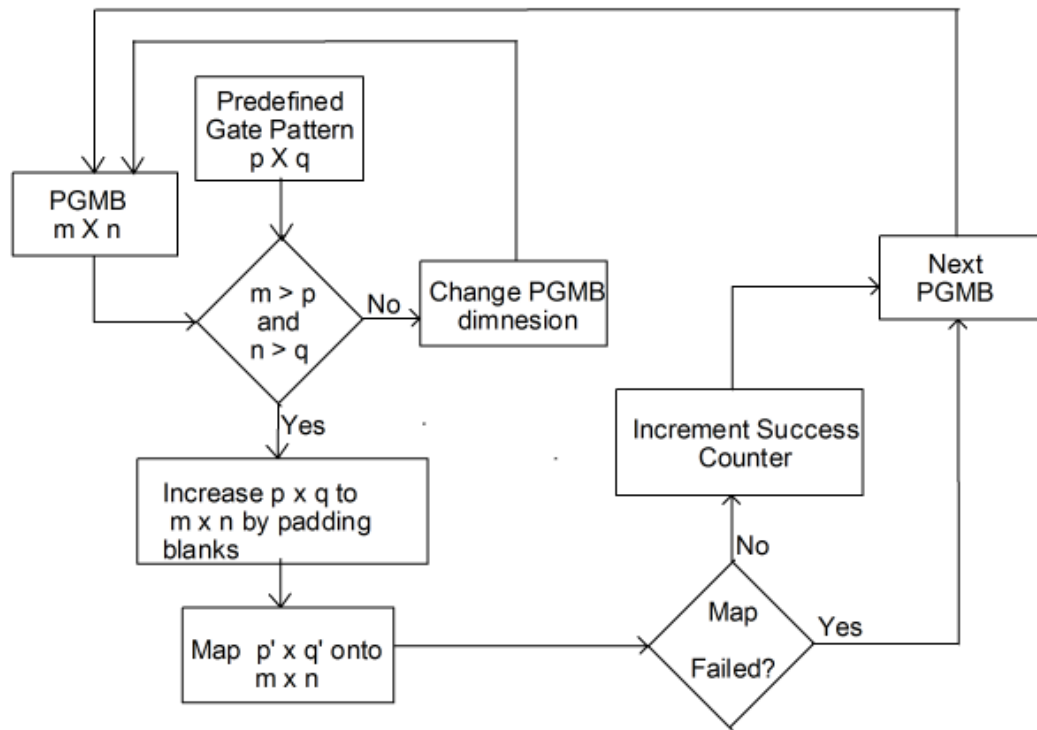 Predefined
Gate Pattern
p X q
PGMB
m X n
m > p
and
n > q
No
Change PGMB
dimnesion
Next
PGMB
Yes
Increment Success
Counter
Increase p x q to
m x n by padding
blanks
No
Map p' x q' onto
m x n
Map
Failed?
Yes